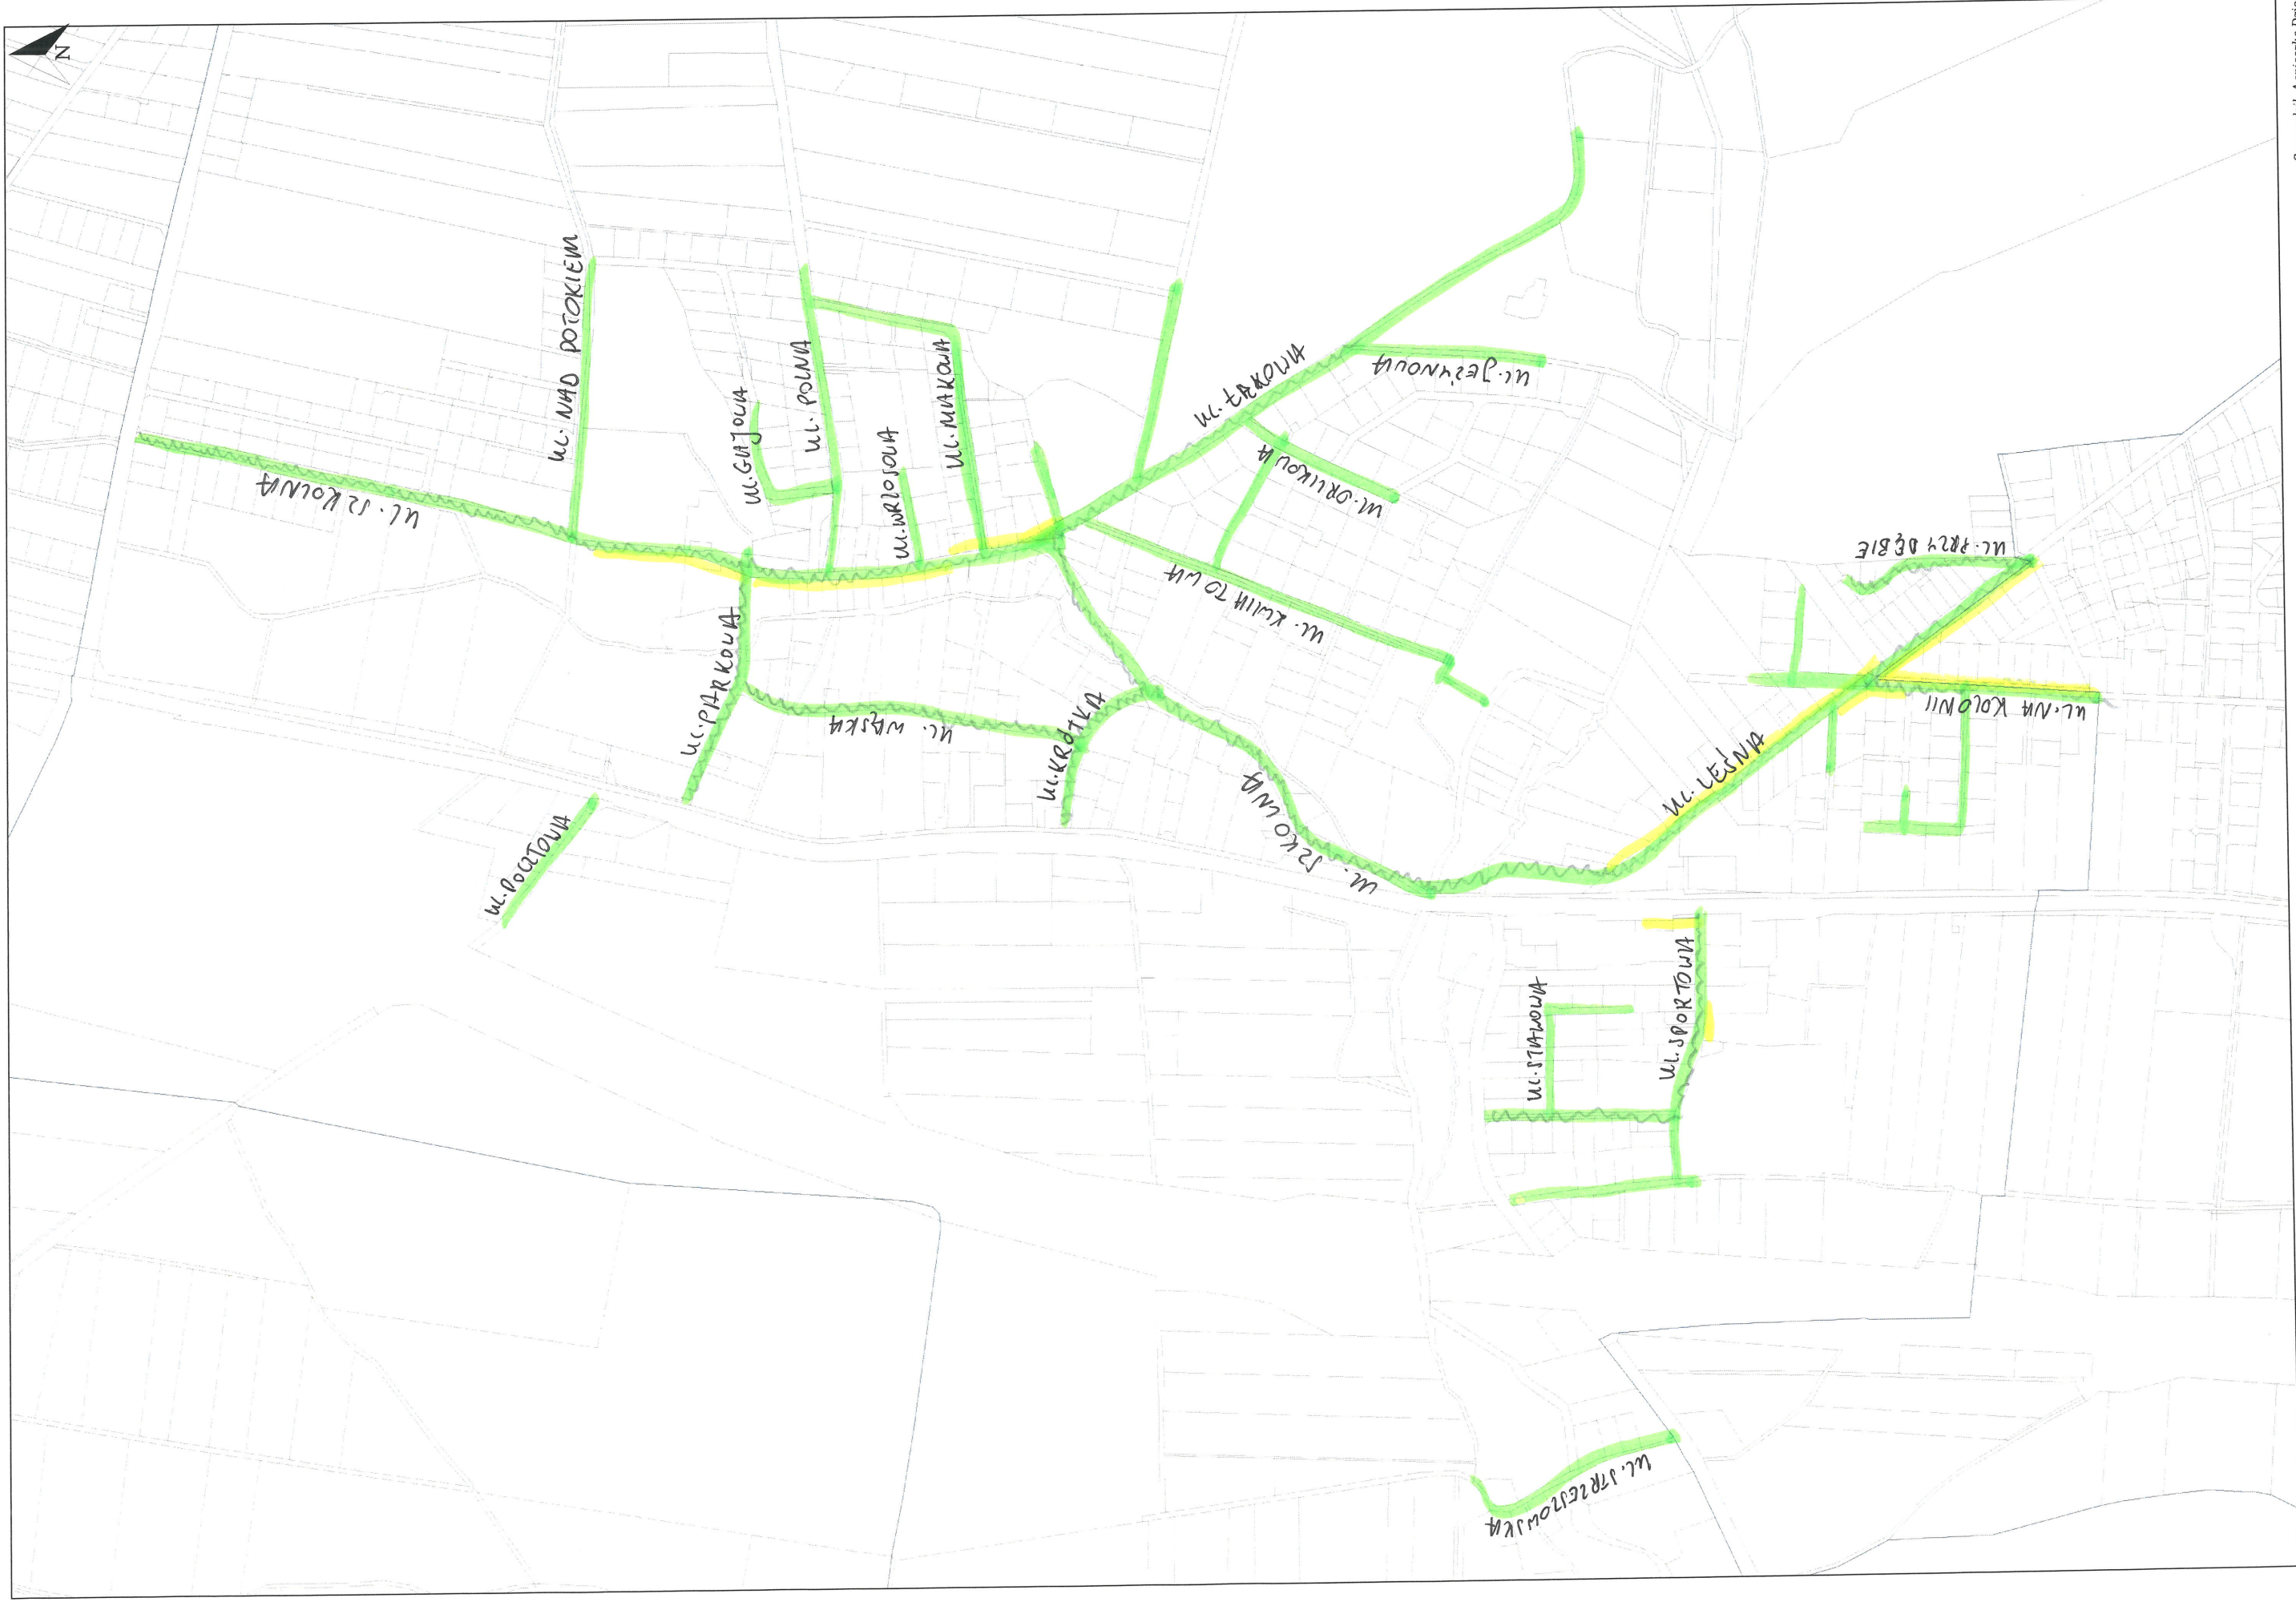 N
ul. NAD POTOKIEM
ul. SZKOLNA
ul. GAJOWA
ul. POLNA
ul. WRZOSOWA
ul. MAKOWA
ul. ŁĄKOWA
ul. JEŻYNOWA
ul. ORLIKOWA
ul. KWIATOWA
ul. PARKOWA
ul. WĄSKA
ul. KRÓTKA
ul. SZKOLNA
ul. POCZTOWA
ul. PRZY DĘBIE
ul. NA KOLONII
ul. LEŚNA
ul. STAWOWA
ul. SPORTOWA
ul. STRZESZOWSKA